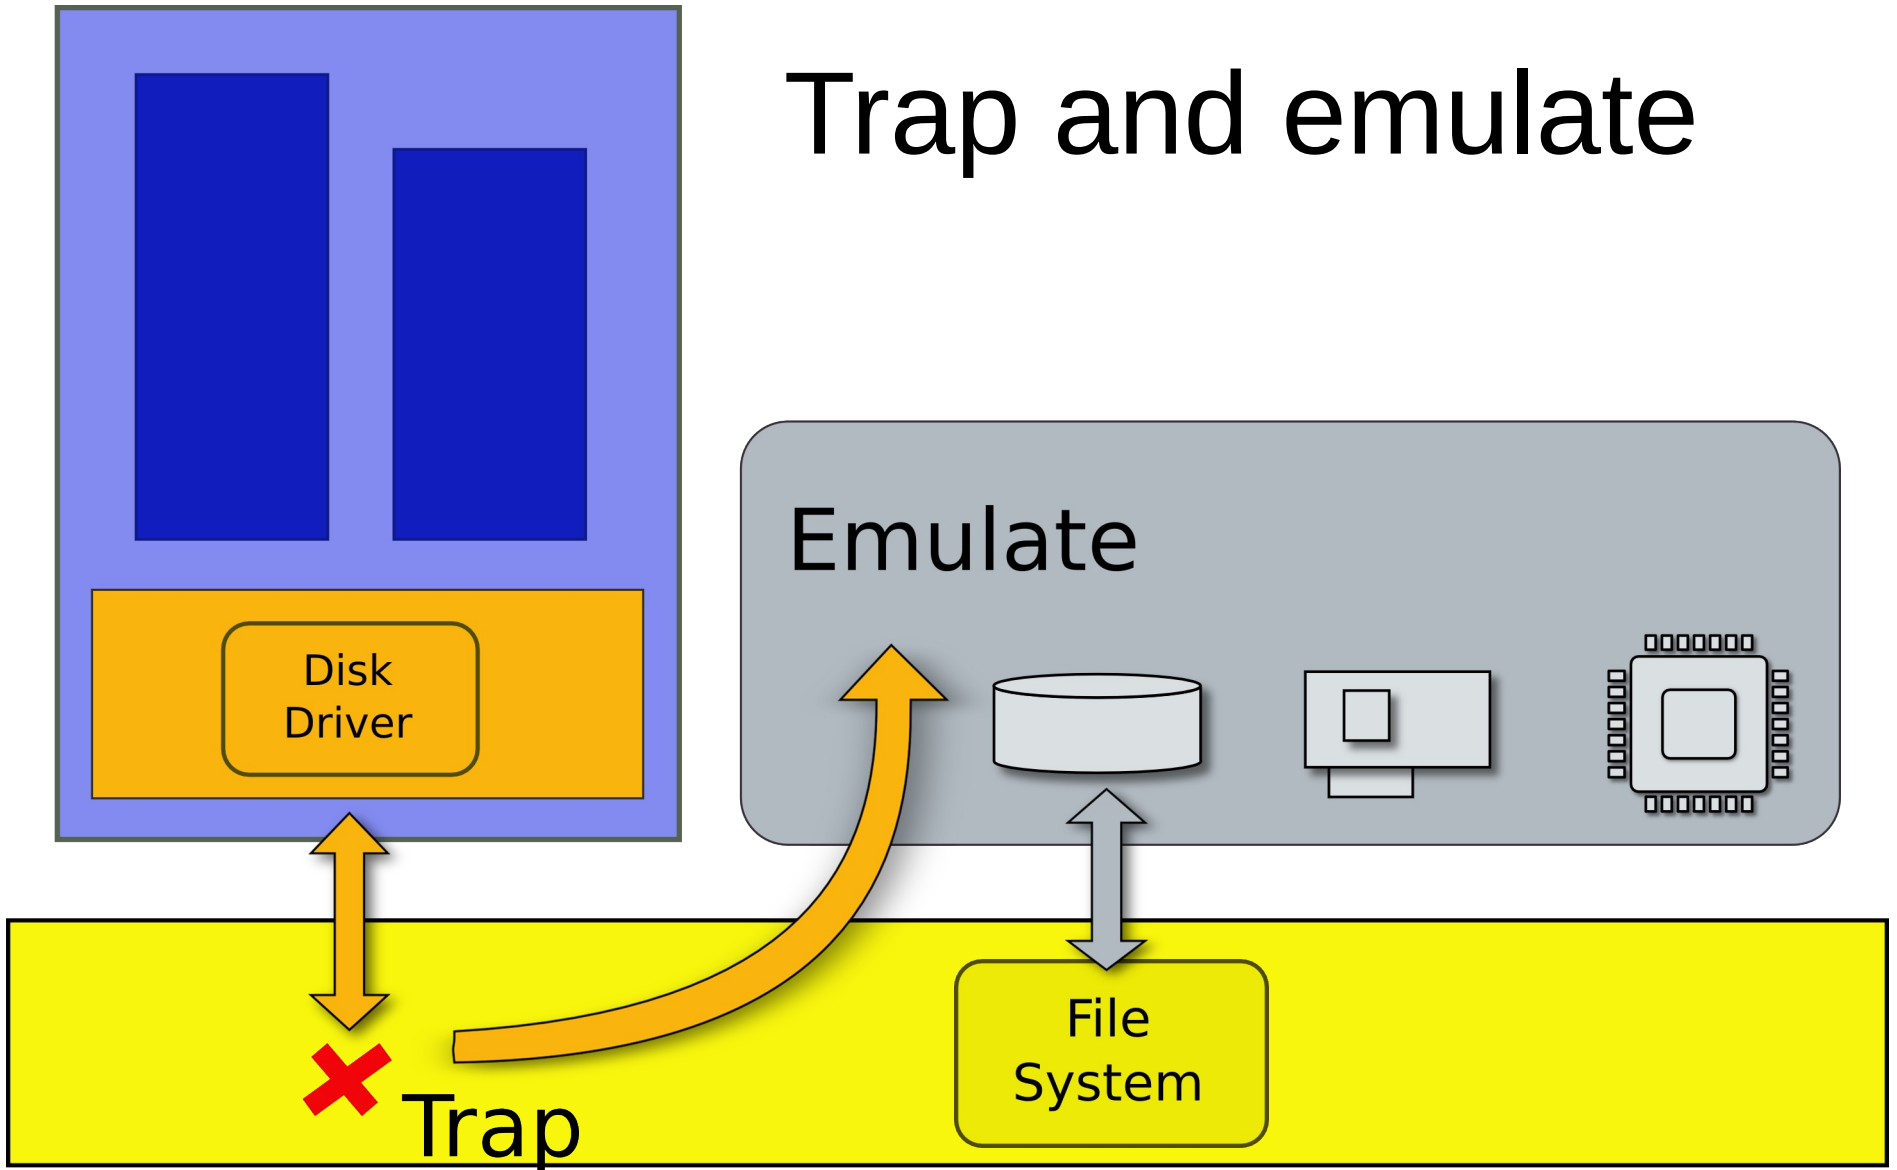 Trap and emulate
Emulate
Disk
Driver
File
System
Trap